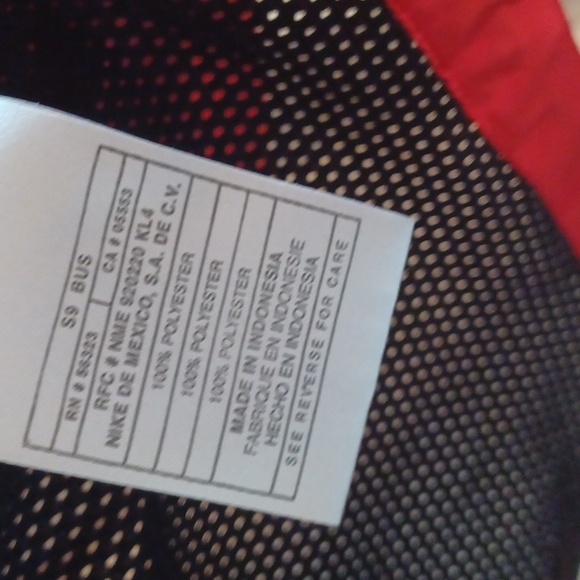 S9 BUS
RN # 56323 CA # 05553
RFC # NME 920220 KL4
NIKE DE MEXICO, S.A. DE C.V.
100% POLYESTER
100% POLYESTER
100% POLYESTER
MADE IN INDONESIA
FABRIQUE EN INDONESIE
HECHO EN INDONESIA
SEE REVERSE FOR CARE